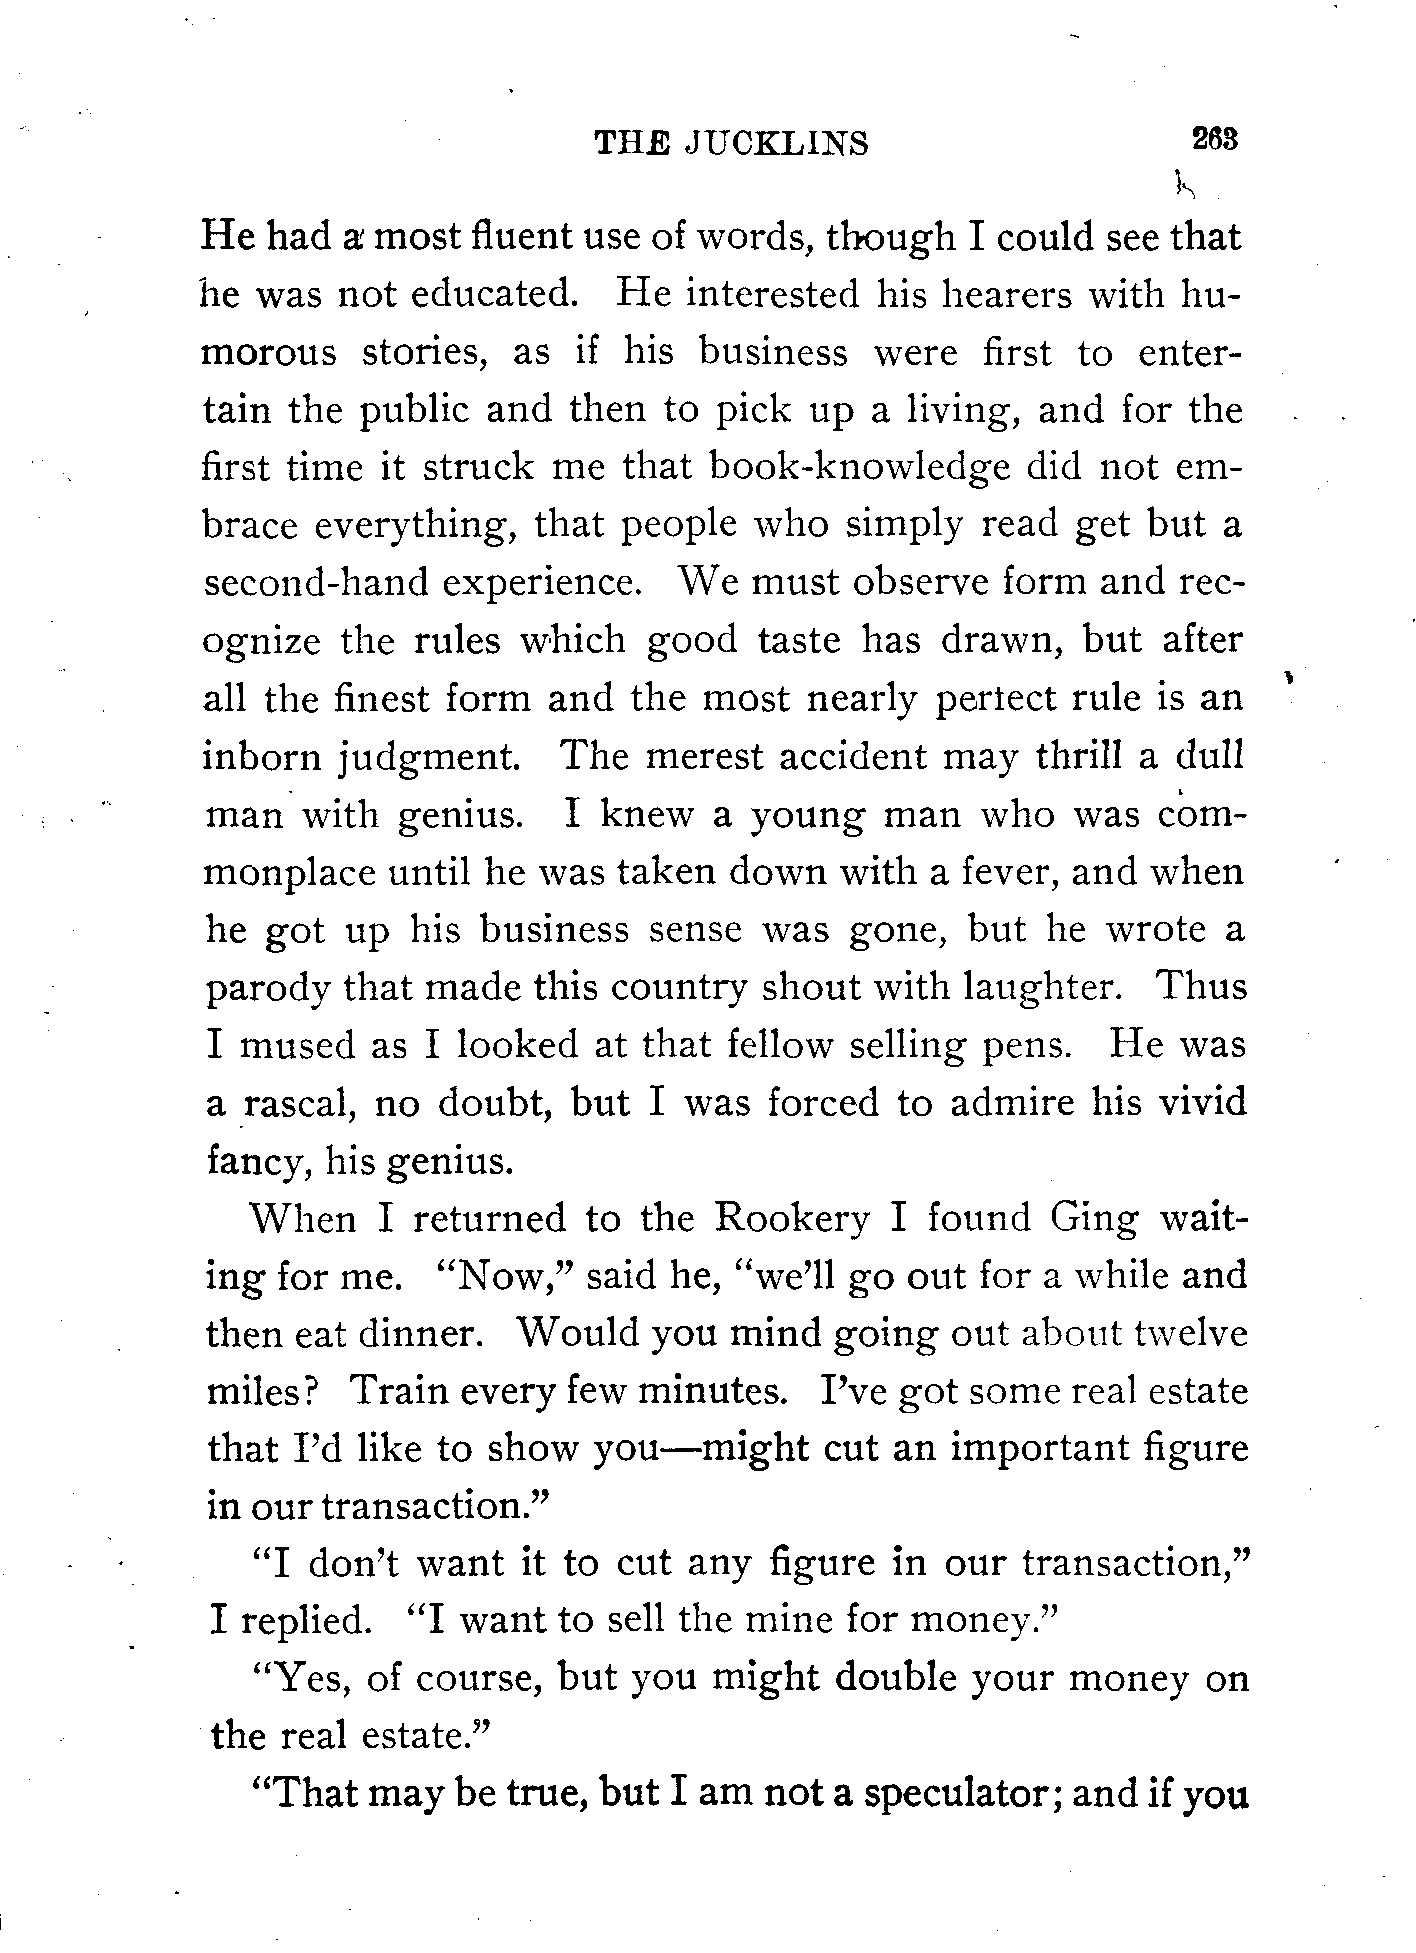 THE JUCKLINS 263
He had a most fluent use of words, though I could see that
he was not educated. He interested his hearers with hu-
morous stories, as if his business were first to enter-
tain the public and then to pick up a living, and for the
first time it struck me that book-knowledge did not em-
brace everything, that people who simply read get but a
second-hand experience. We must observe form and rec-
ognize the rules which good taste has drawn, but after
all the finest form and the most nearly pertect rule is an
inborn judgment. The merest accident may thrill a dull
man with genius. I knew a young man who was com-
monplace until he was taken down with a fever, and when
he got up his business sense was gone, but he wrote a
parody that made this country shout with laughter. Thus
I mused as I looked at that fellow selling pens. He was
a rascal, no doubt, but I was forced to admire his vivid
fancy, his genius.
When I returned to the Rookery I found Ging wait-
ing for me. “Now,” said he, “we’ll go out for a while and
then eat dinner. Would you mind going out about twelve
miles? Train every few minutes. I’ve got some real estate
that I’d like to show you—might cut an important figure
in our transaction.”
“I don’t want it to cut any figure in our transaction,”
I replied. “I want to sell the mine for money.”
“Yes, of course, but you might double your money on
the real estate.”
“That may be true, but I am not a speculator; and if you